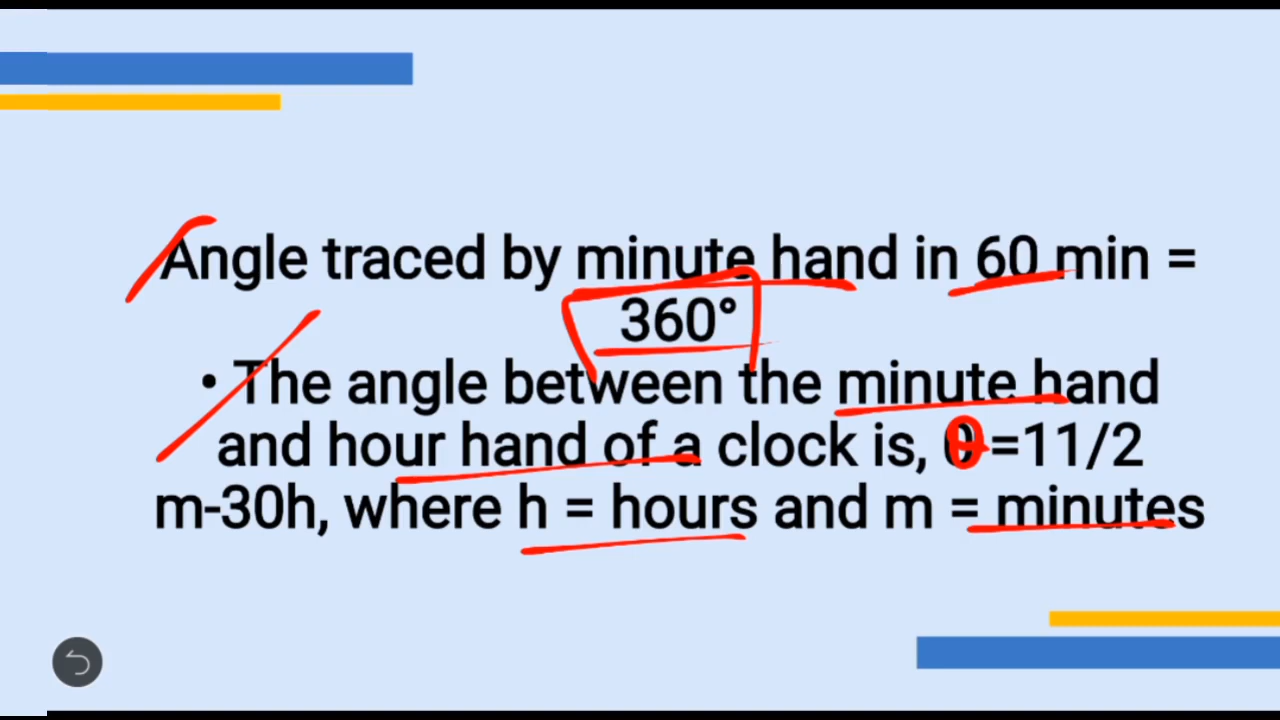 Angle traced by minute hand in 60 min =
360°
• The angle between the minute hand
and hour hand of a clock is, θ =11/2
m-30h, where h = hours and m = minutes